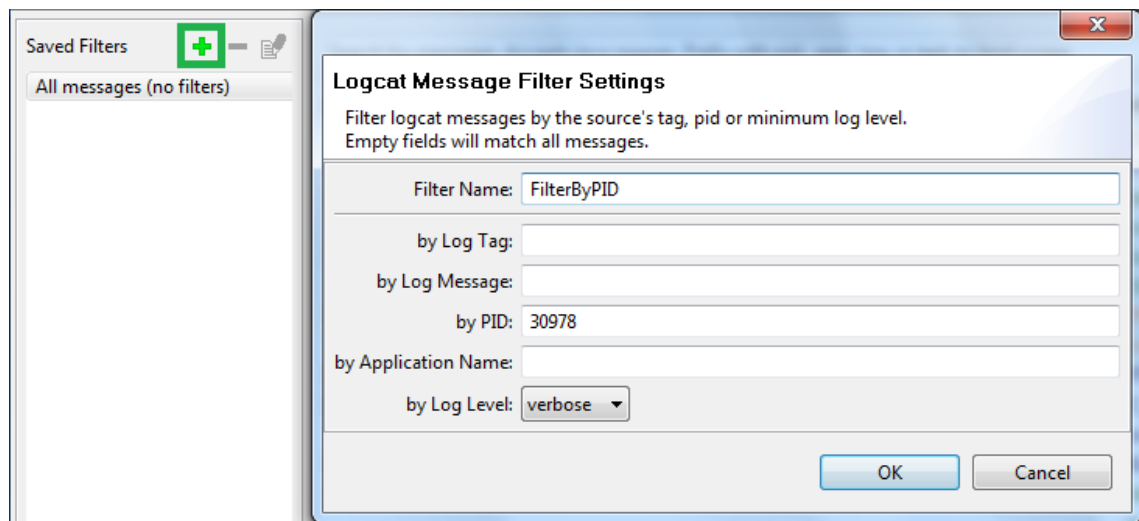 Saved Filters
All messages (no filters)
Logcat Message Filter Settings
Filter logcat messages by the source's tag, pid or minimum log level.
Empty fields will match all messages.
Filter Name: FilterByPID
by Log Tag:
by Log Message:
by PID: 30978
by Application Name:
by Log Level: verbose
OK Cancel